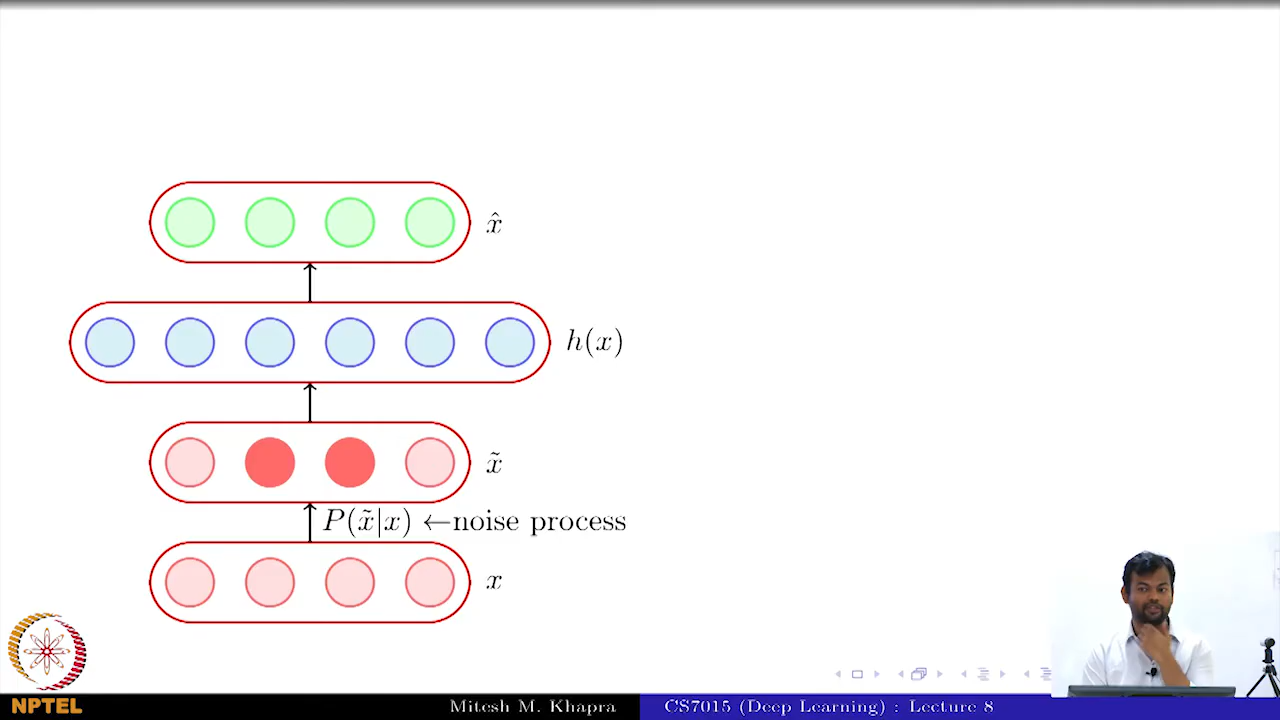 x̂
h(x)
x̃
P(x̃|x) ←noise process
x
NPTEL
Mitesh M. Khapra
CS7015 (Deep Learning) : Lecture 8